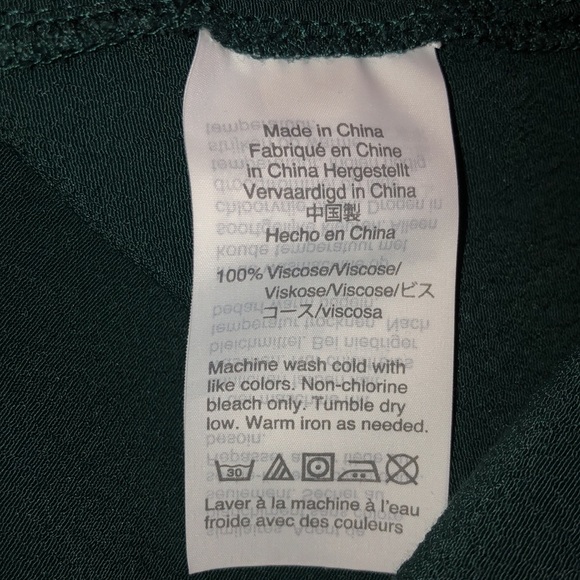 Made in China
Fabriqué en Chine
in China Hergestellt
Vervaardigd in China
中国製
Hecho en China
100% Viscose/Viscose/
Viskose/Viscose/ビス
コース/viscosa
Machine wash cold with
like colors. Non-chlorine
bleach only. Tumble dry
low. Warm iron as needed.
30
Laver à la machine à l'eau
froide avec des couleurs